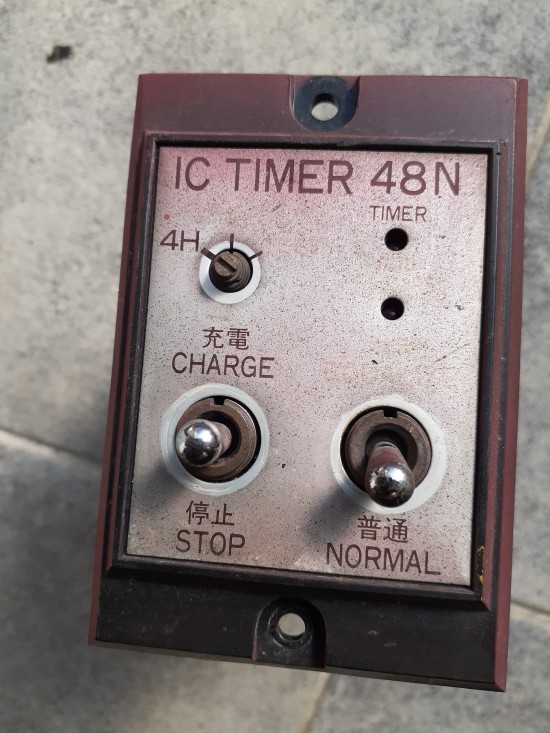 IC TIMER 48N
TIMER
4H
充電
CHARGE
停止
STOP
普通
NORMAL